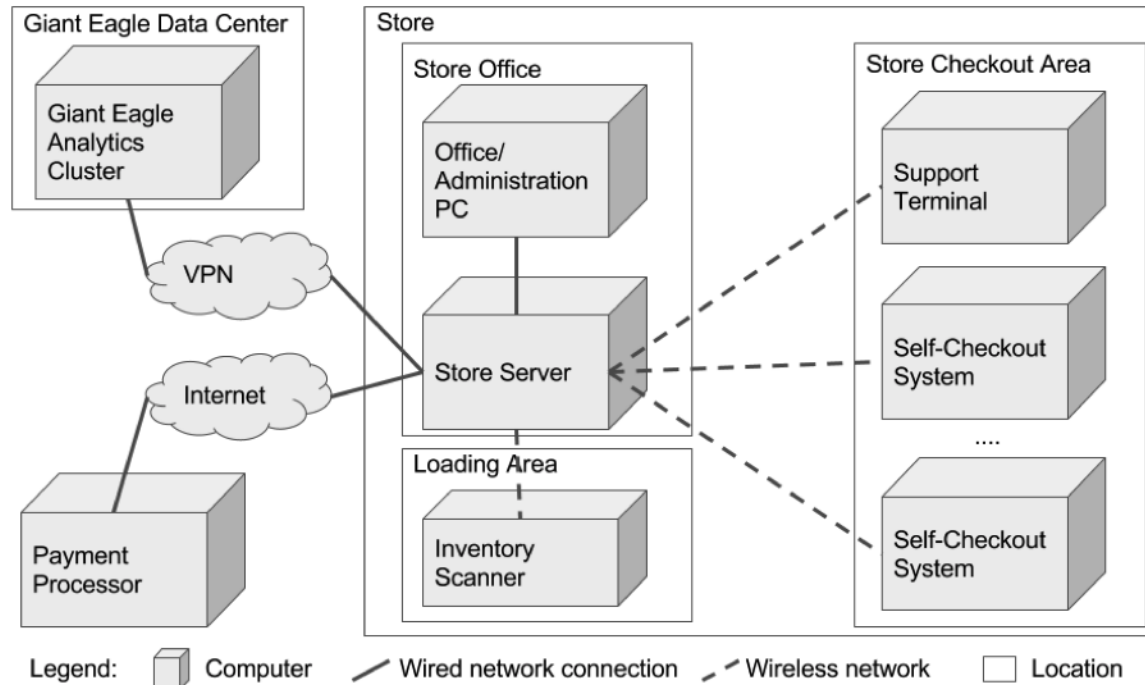 Giant Eagle Data Center
Giant Eagle
Analytics
Cluster
VPN
Internet
Payment
Processor
Store
Store Office
Office/
Administration
PC
Store Server
Loading Area
Inventory
Scanner
Store Checkout Area
Support
Terminal
Self-Checkout
System
....
Self-Checkout
System
Legend: Computer Wired network connection Wireless network Location